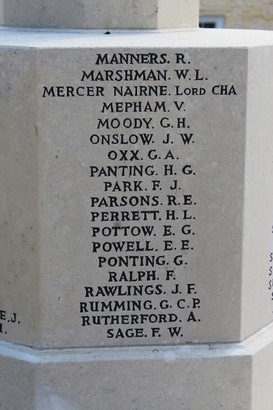 MANNERS. R.
MARSHMAN. W. L.
MERCER NAIRNE. LORD CHA
MEPHAM. V.
MOODY. G. H.
ONSLOW. J. W.
OXX. G. A.
PANTING. H. G.
PARK. F. J.
PARSONS. R. E.
PERRETT. H. L.
POTTOW. E. G.
POWELL. E. E.
PONTING. G.
RALPH. F.
RAWLINGS. J. F.
RUMMING. G. C. P.
RUTHERFORD. A.
SAGE. F. W.
E. J.